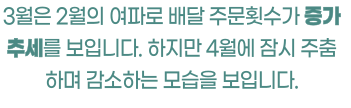 3월은 2월의 여파로 배달 주문횟수가 증가
추세를 보입니다. 하지만 4월에 잠시 주춤
하며 감소하는 모습을 보입니다.